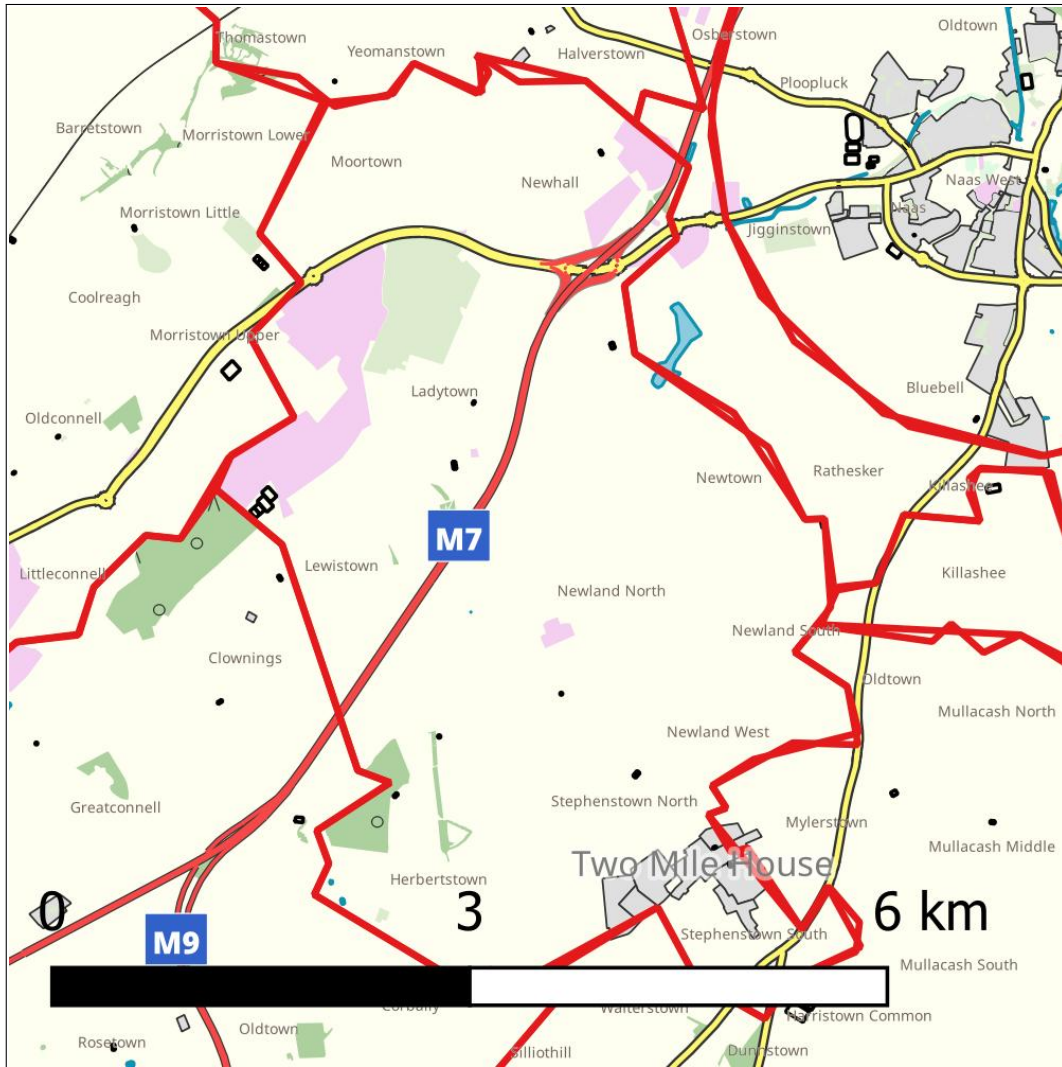 Thomastown
Yeomanstown
Halverstown
Osberstown
Oldtown
Ploopluck
Barretstown
Morristown Lower
Moortown
Newhall
Naas West
Morristown Little
Naas
Jigginstown
Coolreagh
Morristown Upper
Ladytown
Bluebell
Oldconnell
Newtown
Rathesker
Killashee
M7
Littleconnell
Lewistown
Newland North
Killashee
Newland South
Clownings
Oldtown
Mullacash North
Newland West
Greatconnell
Stephenstown North
Mylerstown
Mullacash Middle
Two Mile House
Herbertstown
0 3 6 km
M9
Stephenstown South
Mullacash South
Corbally
Walterstown
Harristown Common
Rosetown
Oldtown
Silliothill
Dunnstown